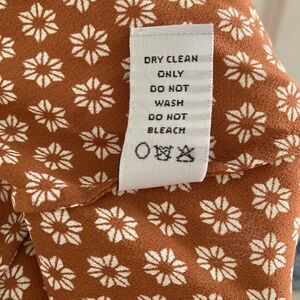 DRY CLEAN
ONLY
DO NOT
WASH
DO NOT
BLEACH